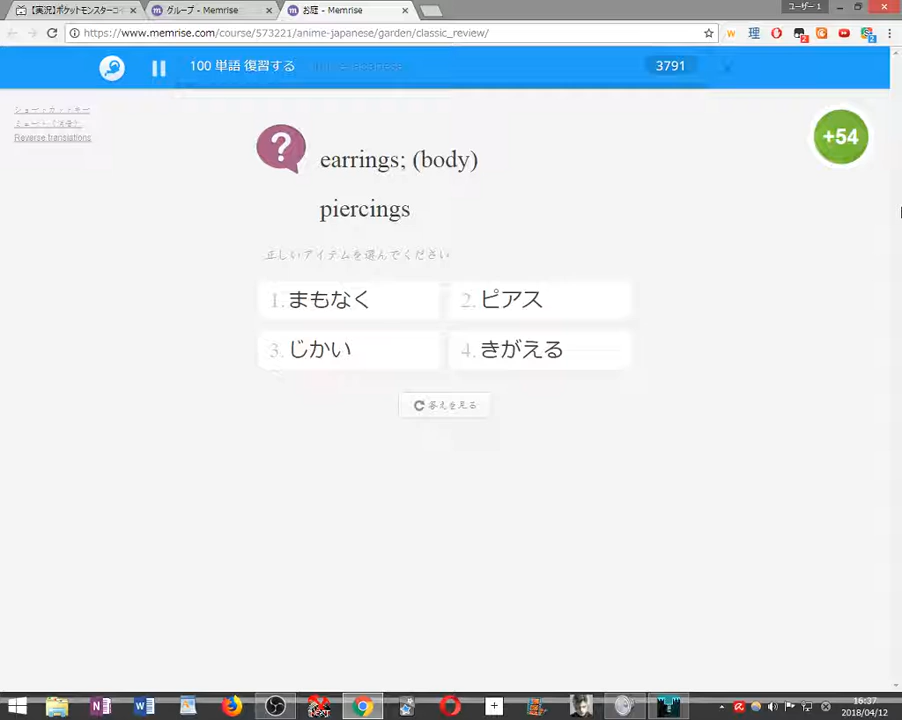 【実況】ポケットモンスターコ
グループ - Memrise
お庭 - Memrise
ユーザー 1
https://www.memrise.com/course/573221/anime-japanese/garden/classic_review/
100 単語 復習する
3791
Reverse translations
+54
earrings; (body)
piercings
正しいアイテムを選んでください
1. まもなく
2. ピアス
3. じかい
4. きがえる
答えを見る
16:37
2018/04/12